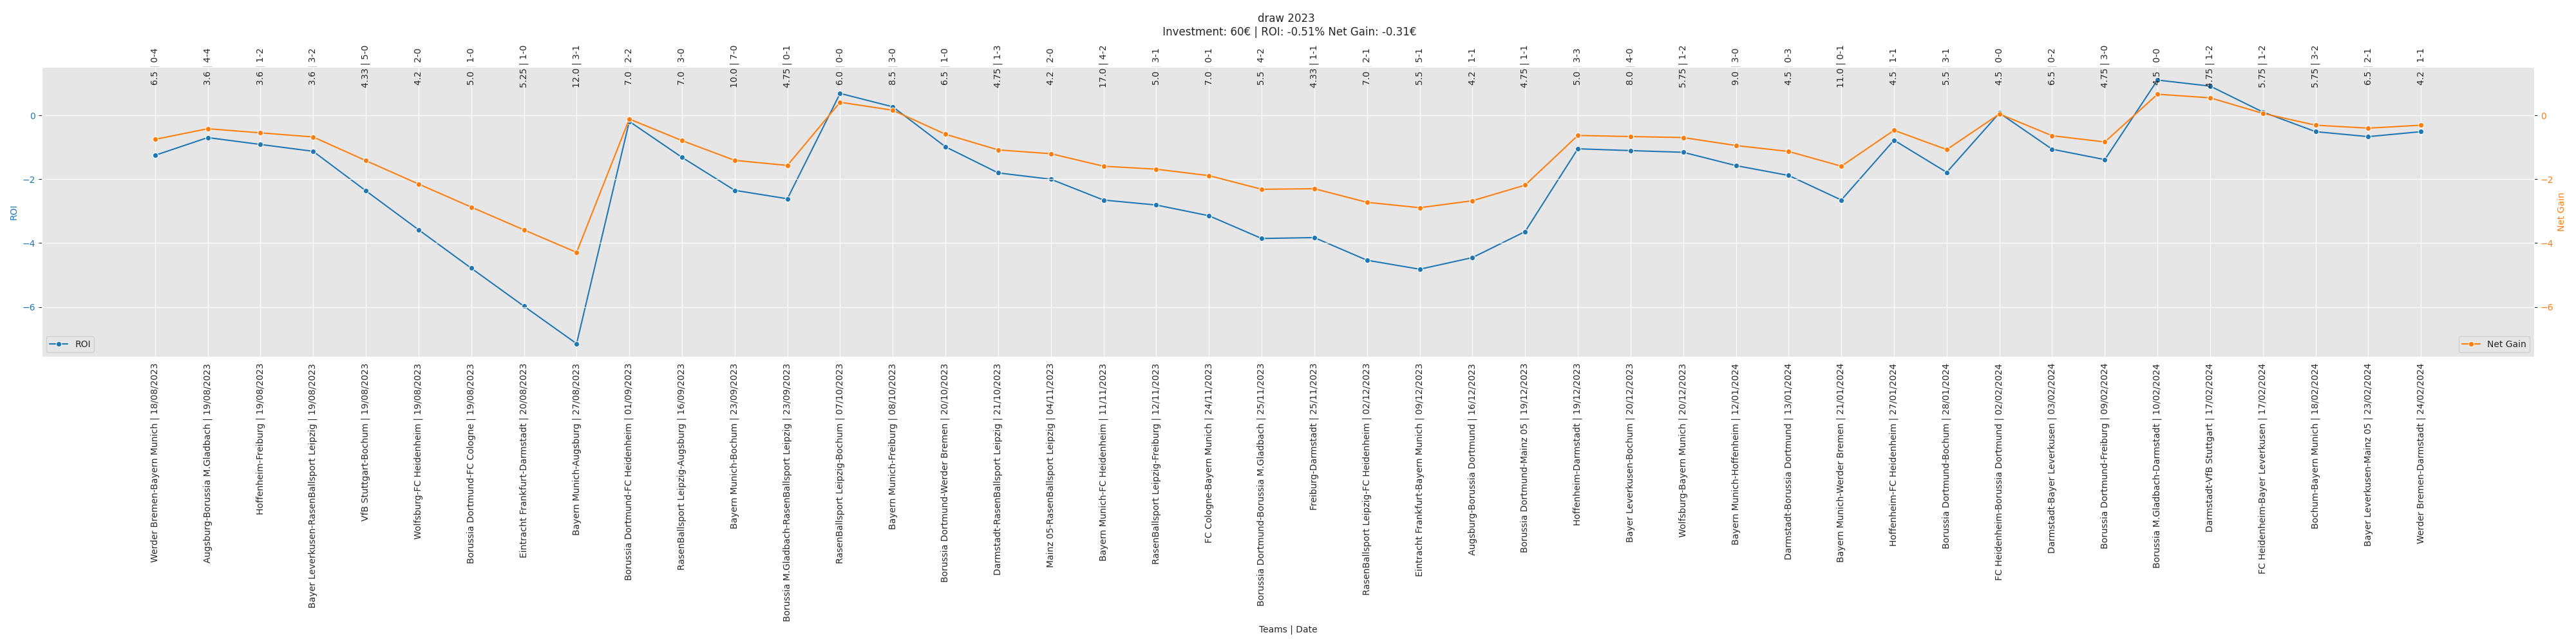 draw 2023
Investment: 60€ | ROI: -0.51% Net Gain: -0.31€
6.5 | 0-4
3.6 | 4-4
3.6 | 1-2
3.6 | 3-2
4.33 | 5-0
4.2 | 2-0
5.0 | 1-0
5.25 | 1-0
12.0 | 3-1
7.0 | 2-2
7.0 | 3-0
10.0 | 7-0
4.75 | 0-1
6.0 | 0-0
8.5 | 3-0
6.5 | 1-0
4.75 | 1-3
4.2 | 2-0
17.0 | 4-2
5.0 | 3-1
7.0 | 0-1
5.5 | 4-2
4.33 | 1-1
7.0 | 2-1
5.5 | 5-1
4.2 | 1-1
4.75 | 1-1
5.0 | 3-3
8.0 | 4-0
5.75 | 1-2
9.0 | 3-0
4.5 | 0-3
11.0 | 0-1
4.5 | 1-1
5.5 | 3-1
4.5 | 0-0
6.5 | 0-2
4.75 | 3-0
4.5 | 0-0
4.75 | 1-2
5.75 | 1-2
5.75 | 3-2
6.5 | 2-1
4.2 | 1-1
0
−2
−4
−6
ROI
0
−2
−4
−6
Net Gain
ROI
Net Gain
Werder Bremen-Bayern Munich | 18/08/2023
Augsburg-Borussia M.Gladbach | 19/08/2023
Hoffenheim-Freiburg | 19/08/2023
Bayer Leverkusen-RasenBallsport Leipzig | 19/08/2023
VfB Stuttgart-Bochum | 19/08/2023
Wolfsburg-FC Heidenheim | 19/08/2023
Borussia Dortmund-FC Cologne | 19/08/2023
Eintracht Frankfurt-Darmstadt | 20/08/2023
Bayern Munich-Augsburg | 27/08/2023
Borussia Dortmund-FC Heidenheim | 01/09/2023
RasenBallsport Leipzig-Augsburg | 16/09/2023
Bayern Munich-Bochum | 23/09/2023
Borussia M.Gladbach-RasenBallsport Leipzig | 23/09/2023
RasenBallsport Leipzig-Bochum | 07/10/2023
Bayern Munich-Freiburg | 08/10/2023
Borussia Dortmund-Werder Bremen | 20/10/2023
Darmstadt-RasenBallsport Leipzig | 21/10/2023
Mainz 05-RasenBallsport Leipzig | 04/11/2023
Bayern Munich-FC Heidenheim | 11/11/2023
RasenBallsport Leipzig-Freiburg | 12/11/2023
FC Cologne-Bayern Munich | 24/11/2023
Borussia Dortmund-Borussia M.Gladbach | 25/11/2023
Freiburg-Darmstadt | 25/11/2023
RasenBallsport Leipzig-FC Heidenheim | 02/12/2023
Eintracht Frankfurt-Bayern Munich | 09/12/2023
Augsburg-Borussia Dortmund | 16/12/2023
Borussia Dortmund-Mainz 05 | 19/12/2023
Hoffenheim-Darmstadt | 19/12/2023
Bayer Leverkusen-Bochum | 20/12/2023
Wolfsburg-Bayern Munich | 20/12/2023
Bayern Munich-Hoffenheim | 12/01/2024
Darmstadt-Borussia Dortmund | 13/01/2024
Bayern Munich-Werder Bremen | 21/01/2024
Hoffenheim-FC Heidenheim | 27/01/2024
Borussia Dortmund-Bochum | 28/01/2024
FC Heidenheim-Borussia Dortmund | 02/02/2024
Darmstadt-Bayer Leverkusen | 03/02/2024
Borussia Dortmund-Freiburg | 09/02/2024
Borussia M.Gladbach-Darmstadt | 10/02/2024
Darmstadt-VfB Stuttgart | 17/02/2024
FC Heidenheim-Bayer Leverkusen | 17/02/2024
Bochum-Bayern Munich | 18/02/2024
Bayer Leverkusen-Mainz 05 | 23/02/2024
Werder Bremen-Darmstadt | 24/02/2024
Teams | Date